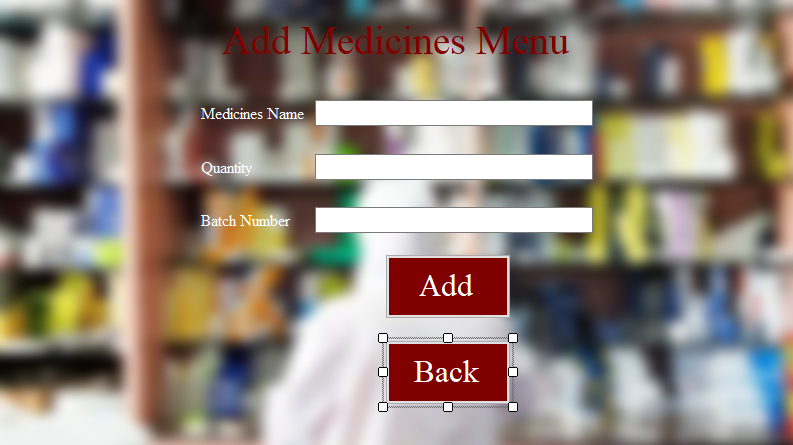 Add Medicines Menu
Medicines Name
Quantity
Batch Number
Add
Back